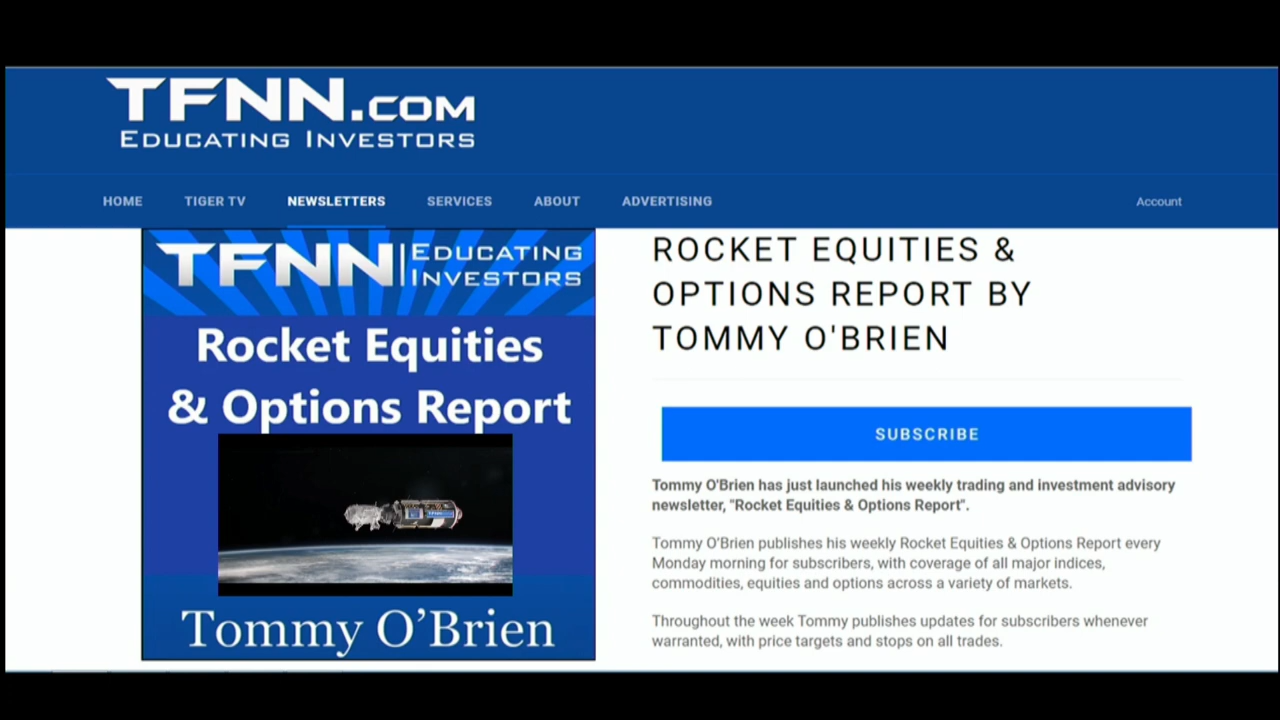 TFNN.COM
EDUCATING INVESTORS
HOME TIGER TV NEWSLETTERS SERVICES ABOUT ADVERTISING Account
TFNN | EDUCATING INVESTORS
Rocket Equities
& Options Report
Tommy O’Brien
ROCKET EQUITIES &
OPTIONS REPORT BY
TOMMY O'BRIEN
SUBSCRIBE
Tommy O'Brien has just launched his weekly trading and investment advisory
newsletter, "Rocket Equities & Options Report".
Tommy O'Brien publishes his weekly Rocket Equities & Options Report every
Monday morning for subscribers, with coverage of all major indices,
commodities, equities and options across a variety of markets.
Throughout the week Tommy publishes updates for subscribers whenever
warranted, with price targets and stops on all trades.